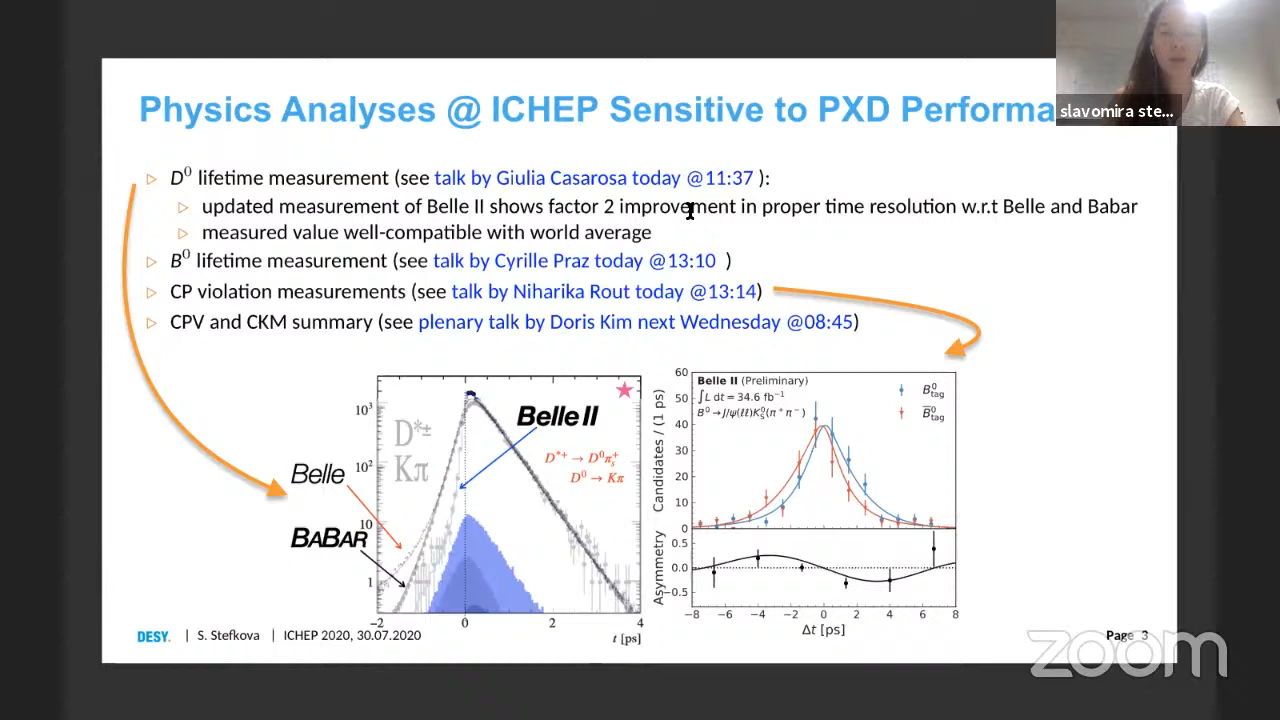 Physics Analyses @ ICHEP Sensitive to PXD Performa
slavomira ste...
D⁰ lifetime measurement (see talk by Giulia Casarosa today @11:37 ):
updated measurement of Belle II shows factor 2 improvement in proper time resolution w.r.t Belle and Babar
measured value well-compatible with world average
B⁰ lifetime measurement (see talk by Cyrille Praz today @13:10 )
CP violation measurements (see talk by Niharika Rout today @13:14)
CPV and CKM summary (see plenary talk by Doris Kim next Wednesday @08:45)
10³
10²
10
1
D*±
Kπ
Belle II
D*⁺ → D⁰πₛ⁺
D⁰ → Kπ
Belle
BABAR
−2 0 2 4
t [ps]
Belle II (Preliminary)
∫L dt = 34.6 fb⁻¹
B⁰→J/ψ(ℓℓ)K⁰_S(π⁺π⁻)
B⁰_tag
B̅⁰_tag
Candidates / (1 ps)
60
50
40
30
20
10
0
Asymmetry
0.5
0.0
−0.5
−8 −6 −4 −2 0 2 4 6 8
Δt [ps]
DESY. | S. Stefkova | ICHEP 2020, 30.07.2020
Page 3
zoom